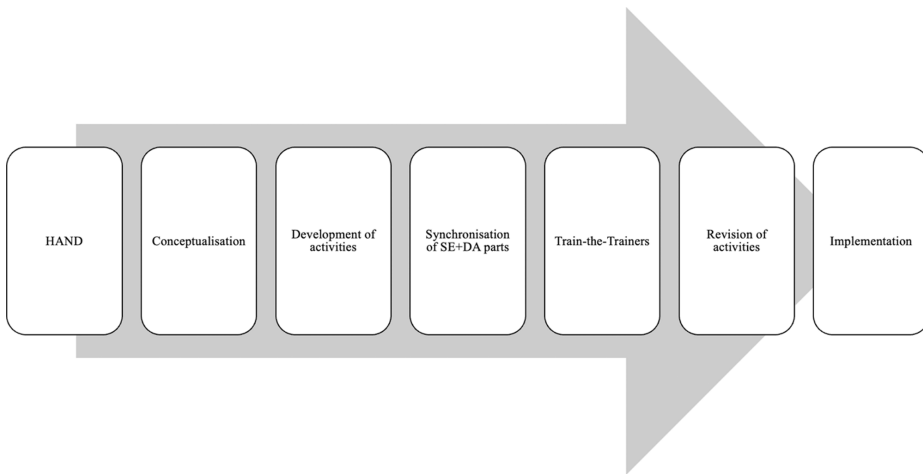 HAND
Conceptualisation
Development of
activities
Synchronisation
of SE+DA parts
Train-the-Trainers
Revision of
activities
Implementation